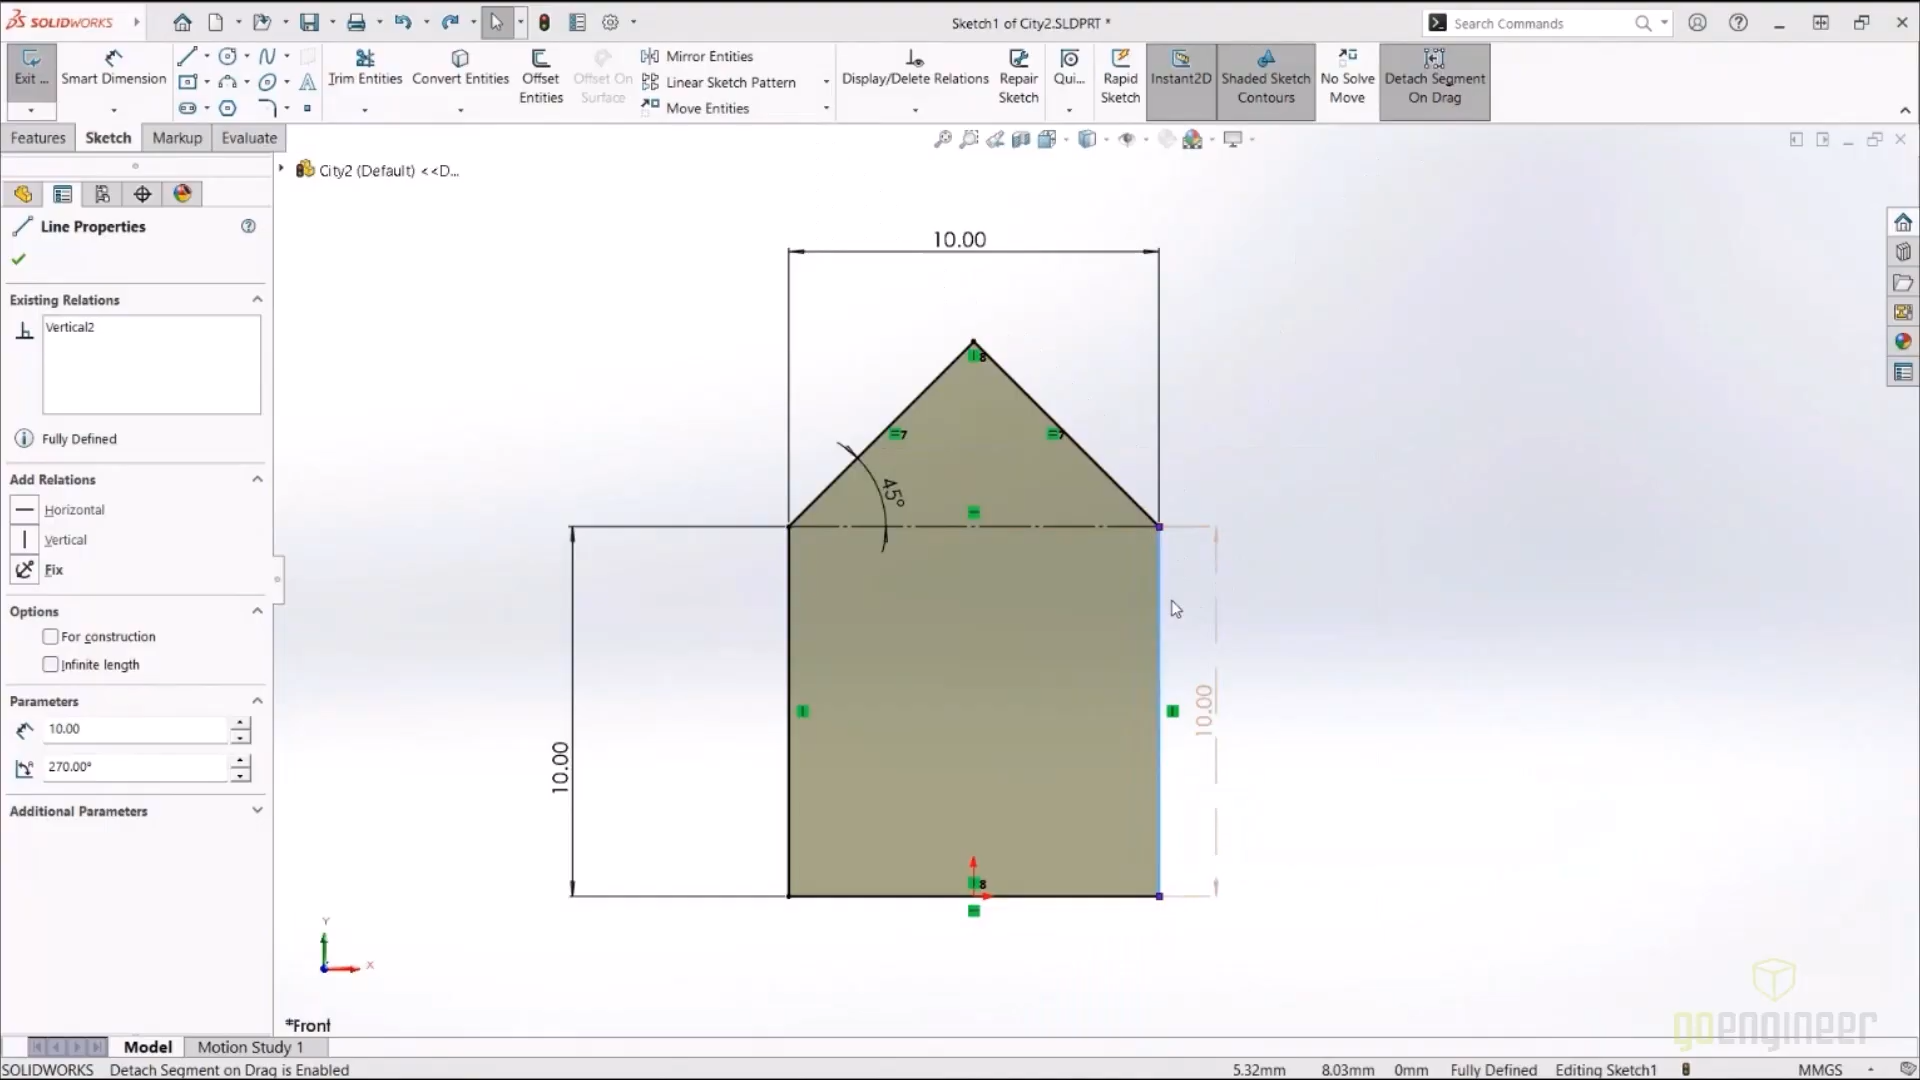 SOLIDWORKS
Sketch1 of City2.SLDPRT *
Search Commands
Exit ...
Smart Dimension
Trim Entities
Convert Entities
Offset Entities
Offset On Surface
Mirror Entities
Linear Sketch Pattern
Move Entities
Display/Delete Relations
Repair Sketch
Qui...
Rapid Sketch
Instant2D
Shaded Sketch Contours
No Solve Move
Detach Segment On Drag
Features
Sketch
Markup
Evaluate
City2 (Default) <<D...
Line Properties
Existing Relations
Vertical2
Fully Defined
Add Relations
Horizontal
Vertical
Fix
Options
For construction
Infinite length
Parameters
10.00
270.00°
Additional Parameters
10.00
8
7
7
45°
10.00
10.00
8
Y
X
*Front
goengineer
Model
Motion Study 1
SOLIDWORKS
Detach Segment on Drag is Enabled
5.32mm
8.03mm
0mm
Fully Defined
Editing Sketch1
MMGS